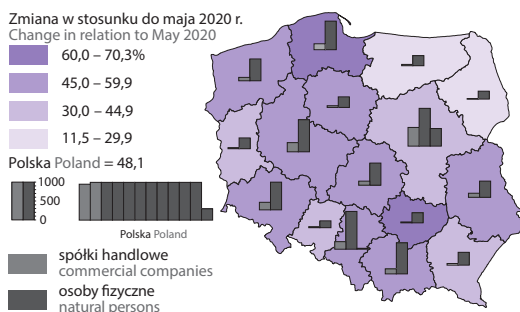 Zmiana w stosunku do maja 2020 r.
Change in relation to May 2020
60,0 – 70,3%
45,0 – 59,9
30,0 – 44,9
11,5 – 29,9
Polska Poland = 48,1
1000
500
0
Polska Poland
spółki handlowe
commercial companies
osoby fizyczne
natural persons